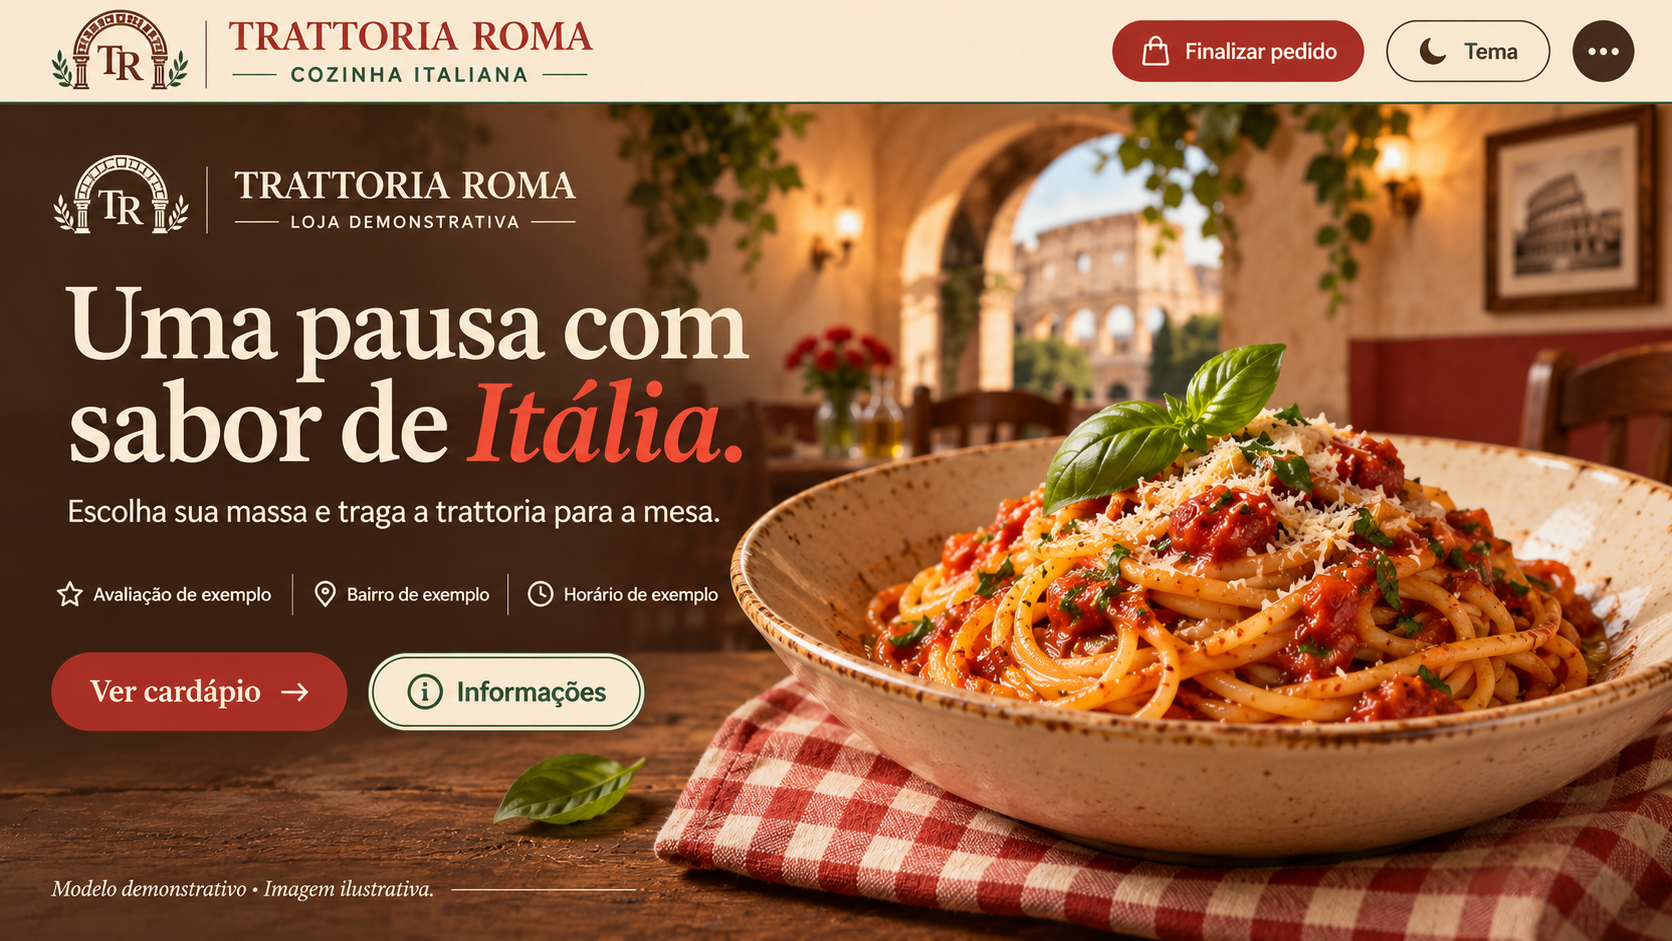 TR
TRATTORIA ROMA
COZINHA ITALIANA
Finalizar pedido
Tema
TR
TRATTORIA ROMA
LOJA DEMONSTRATIVA
Uma pausa com
sabor de Itália.
Escolha sua massa e traga a trattoria para a mesa.
Avaliação de exemplo
Bairro de exemplo
Horário de exemplo
Ver cardápio →
Informações
Modelo demonstrativo • Imagem ilustrativa.